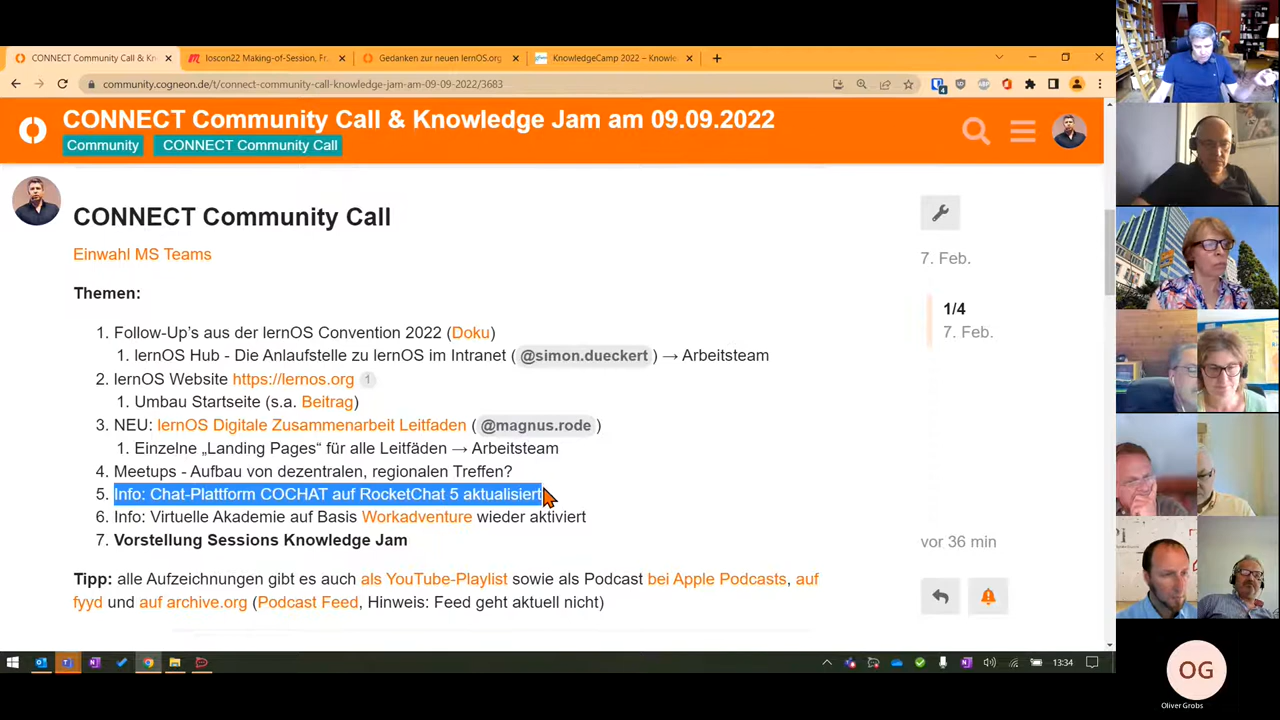 CONNECT Community Call & Kn
loscon22 Making-of-Session, Fr.
Gedanken zur neuen lernOS.org
KnowledgeCamp 2022 – Knowle
community.cogneon.de/t/connect-community-call-knowledge-jam-am-09-09-2022/3683
CONNECT Community Call & Knowledge Jam am 09.09.2022
Community CONNECT Community Call
CONNECT Community Call
Einwahl MS Teams
7. Feb.
Themen:
1/4
7. Feb.
1. Follow-Up’s aus der lernOS Convention 2022 (Doku)
1. lernOS Hub - Die Anlaufstelle zu lernOS im Intranet ( @simon.dueckert ) → Arbeitsteam
2. lernOS Website https://lernos.org 1
1. Umbau Startseite (s.a. Beitrag)
3. NEU: lernOS Digitale Zusammenarbeit Leitfaden ( @magnus.rode )
1. Einzelne „Landing Pages“ für alle Leitfäden → Arbeitsteam
4. Meetups - Aufbau von dezentralen, regionalen Treffen?
5. Info: Chat-Plattform COCHAT auf RocketChat 5 aktualisiert
6. Info: Virtuelle Akademie auf Basis Workadventure wieder aktiviert
7. Vorstellung Sessions Knowledge Jam
vor 36 min
Tipp: alle Aufzeichnungen gibt es auch als YouTube-Playlist sowie als Podcast bei Apple Podcasts, auf
fyyd und auf archive.org (Podcast Feed, Hinweis: Feed geht aktuell nicht)
13:34
OG
Oliver Grobs